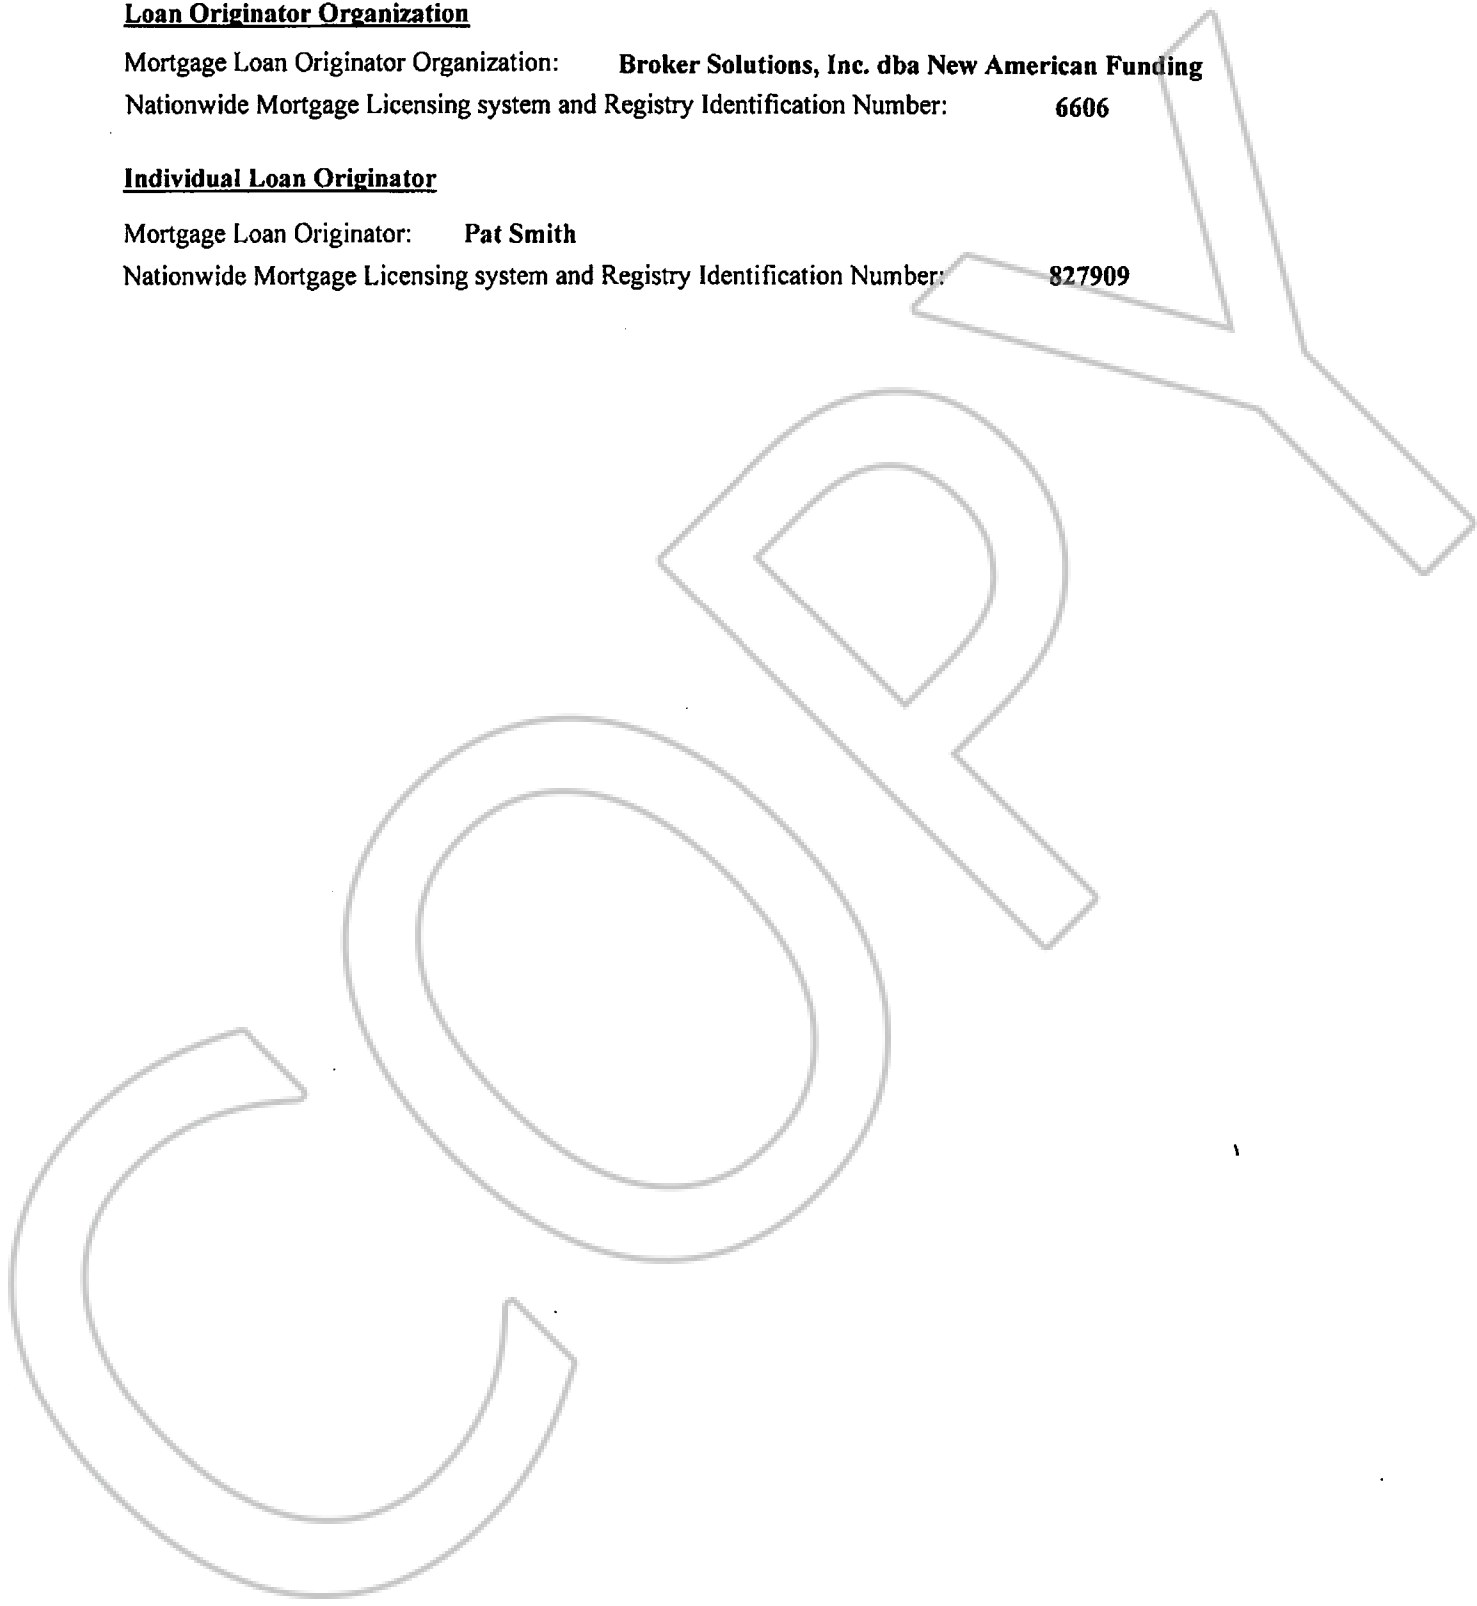 Loan Originator Organization
Mortgage Loan Originator Organization: Broker Solutions, Inc. dba New American Funding
Nationwide Mortgage Licensing system and Registry Identification Number: 6606
Individual Loan Originator
Mortgage Loan Originator: Pat Smith
Nationwide Mortgage Licensing system and Registry Identification Number: 827909
COPY